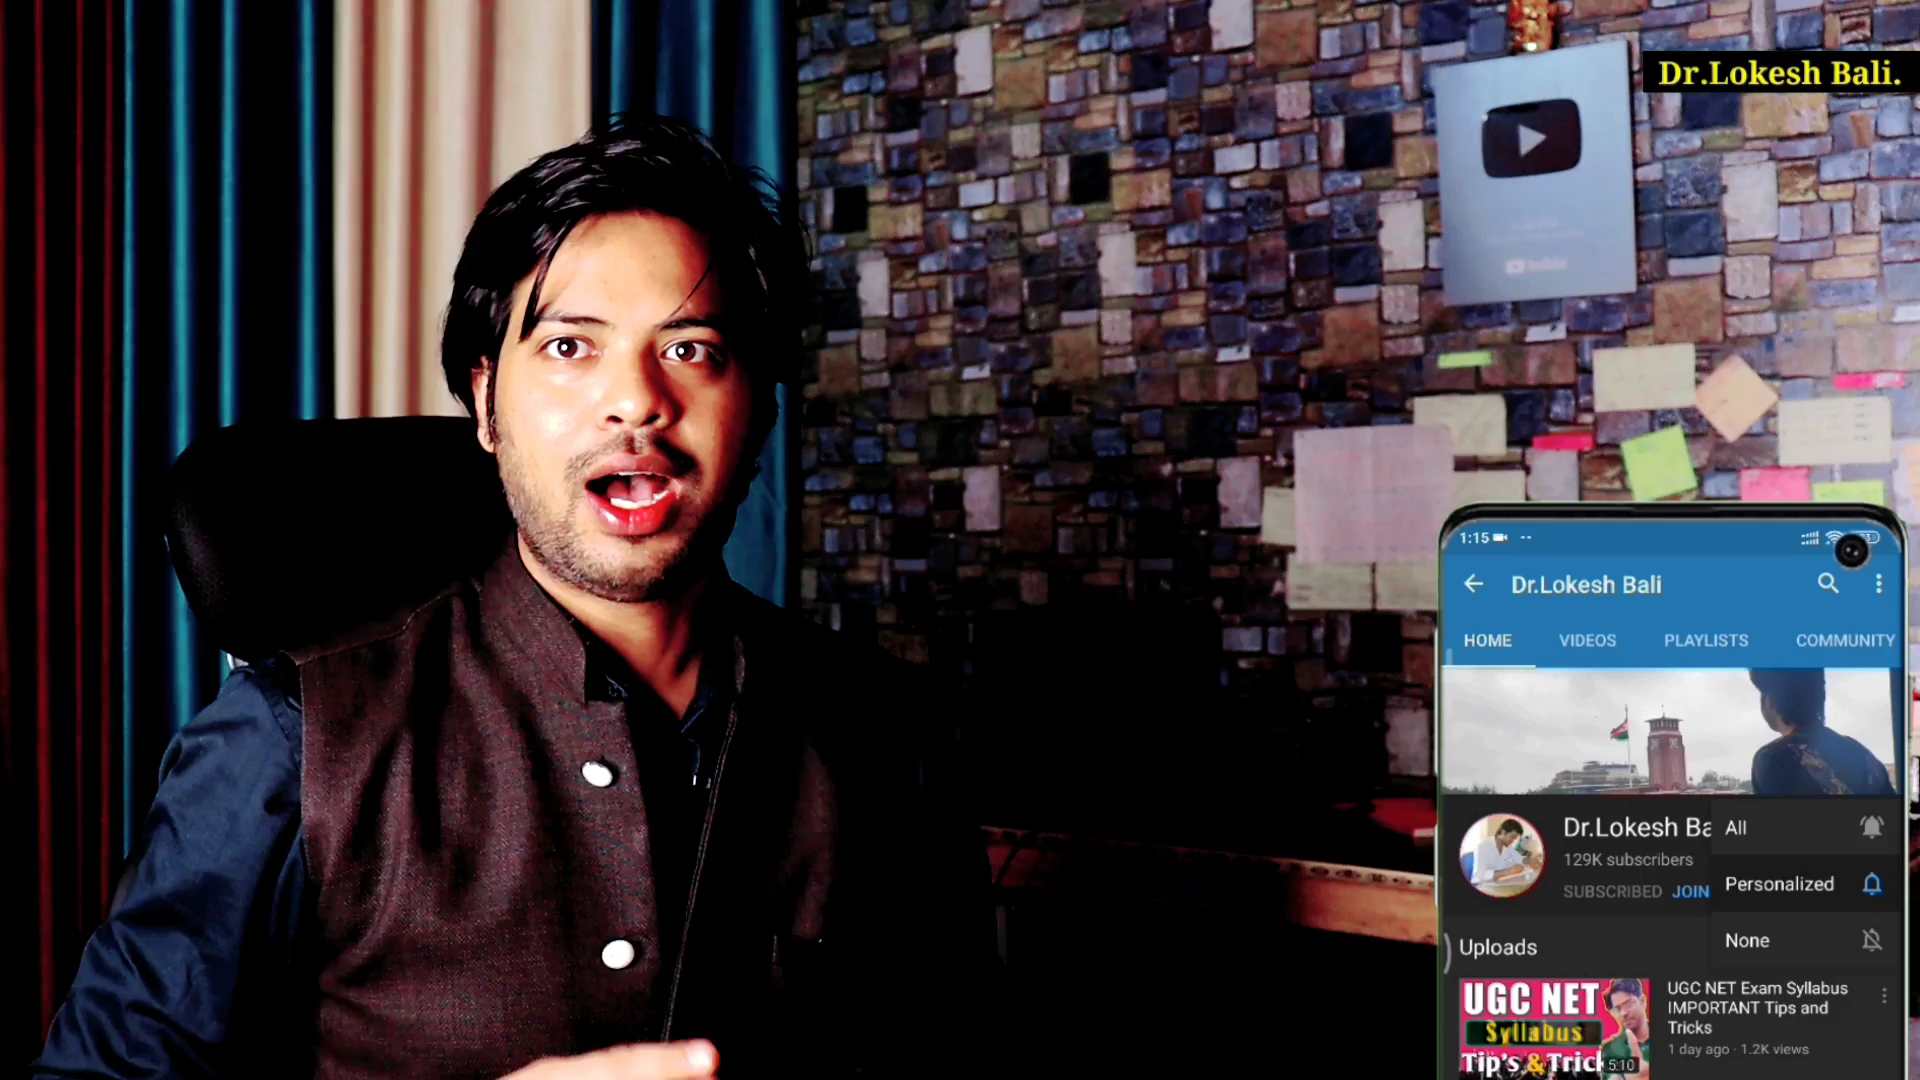 Dr.Lokesh Bali.
1:15
Dr.Lokesh Bali
HOME VIDEOS PLAYLISTS COMMUNITY
Dr.Lokesh Ba
129K subscribers
SUBSCRIBED JOIN
All
Personalized
None
Uploads
UGC NET
Syllabus
Tip's & Trick
5:10
UGC NET Exam Syllabus
IMPORTANT Tips and
Tricks
1 day ago · 1.2K views